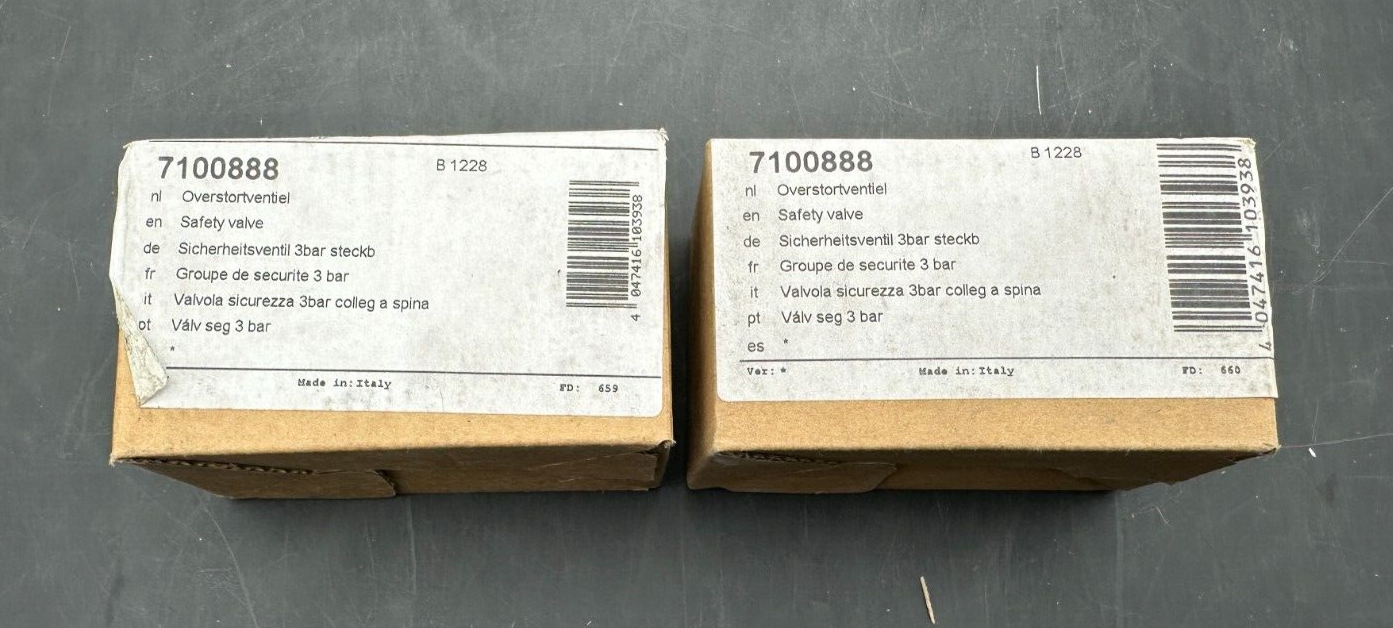 7100888 B 1228
nl Overstortventiel
en Safety valve
de Sicherheitsventil 3bar steckb
fr Groupe de securite 3 bar
it Valvola sicurezza 3bar colleg a spina
pt Válv seg 3 bar
*
Made in: Italy FD: 659
4 047416 103938
7100888 B 1228
nl Overstortventiel
en Safety valve
de Sicherheitsventil 3bar steckb
fr Groupe de securite 3 bar
it Valvola sicurezza 3bar colleg a spina
pt Válv seg 3 bar
es *
Ver: * Made in: Italy FD: 660
4 047416 103938